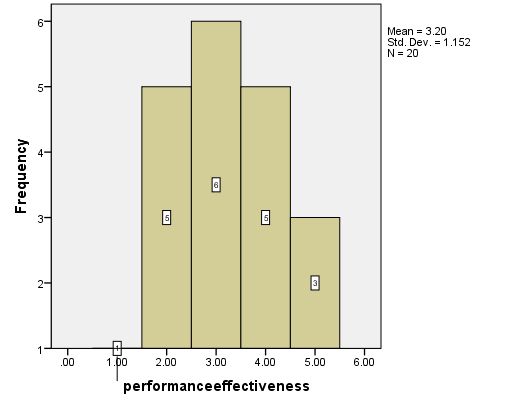 Mean = 3.20
Std. Dev. = 1.152
N = 20
Frequency
6
5
4
3
2
1
6
5
5
3
1
.00 1.00 2.00 3.00 4.00 5.00 6.00
performanceeffectiveness